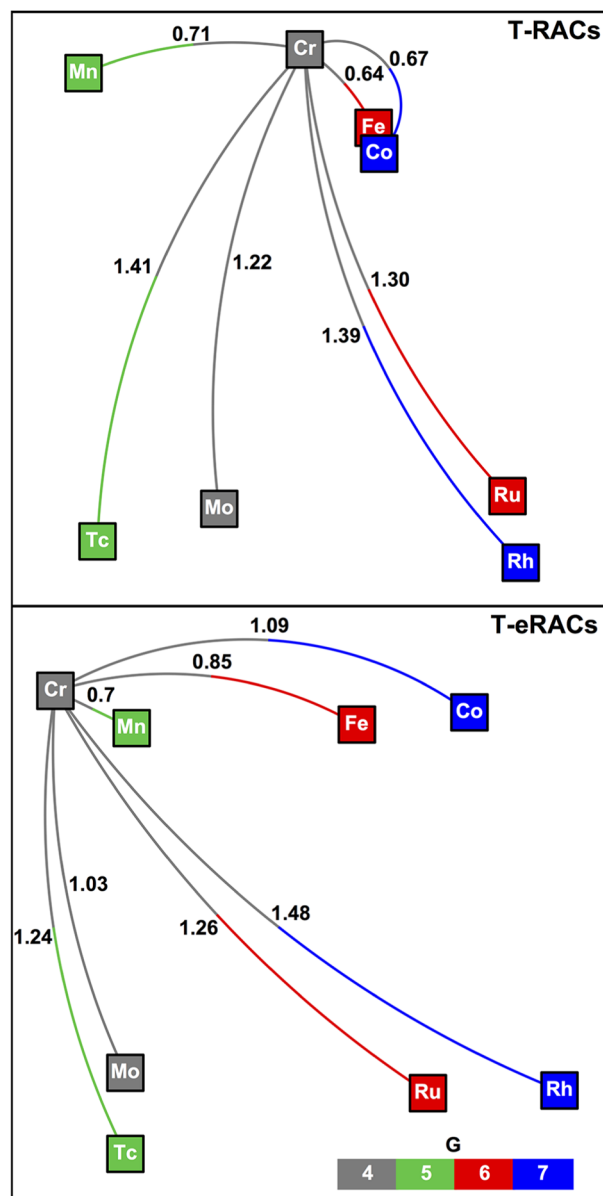 T-RACs
0.71
Cr
0.67
Mn
0.64
Fe
Co
1.41
1.22
1.30
1.39
Ru
Mo
Tc
Rh
T-eRACs
1.09
0.85
Cr
0.7
Mn
Fe
Co
1.03
1.48
1.26
1.24
Mo
Ru
Rh
Tc
G
4 5 6 7